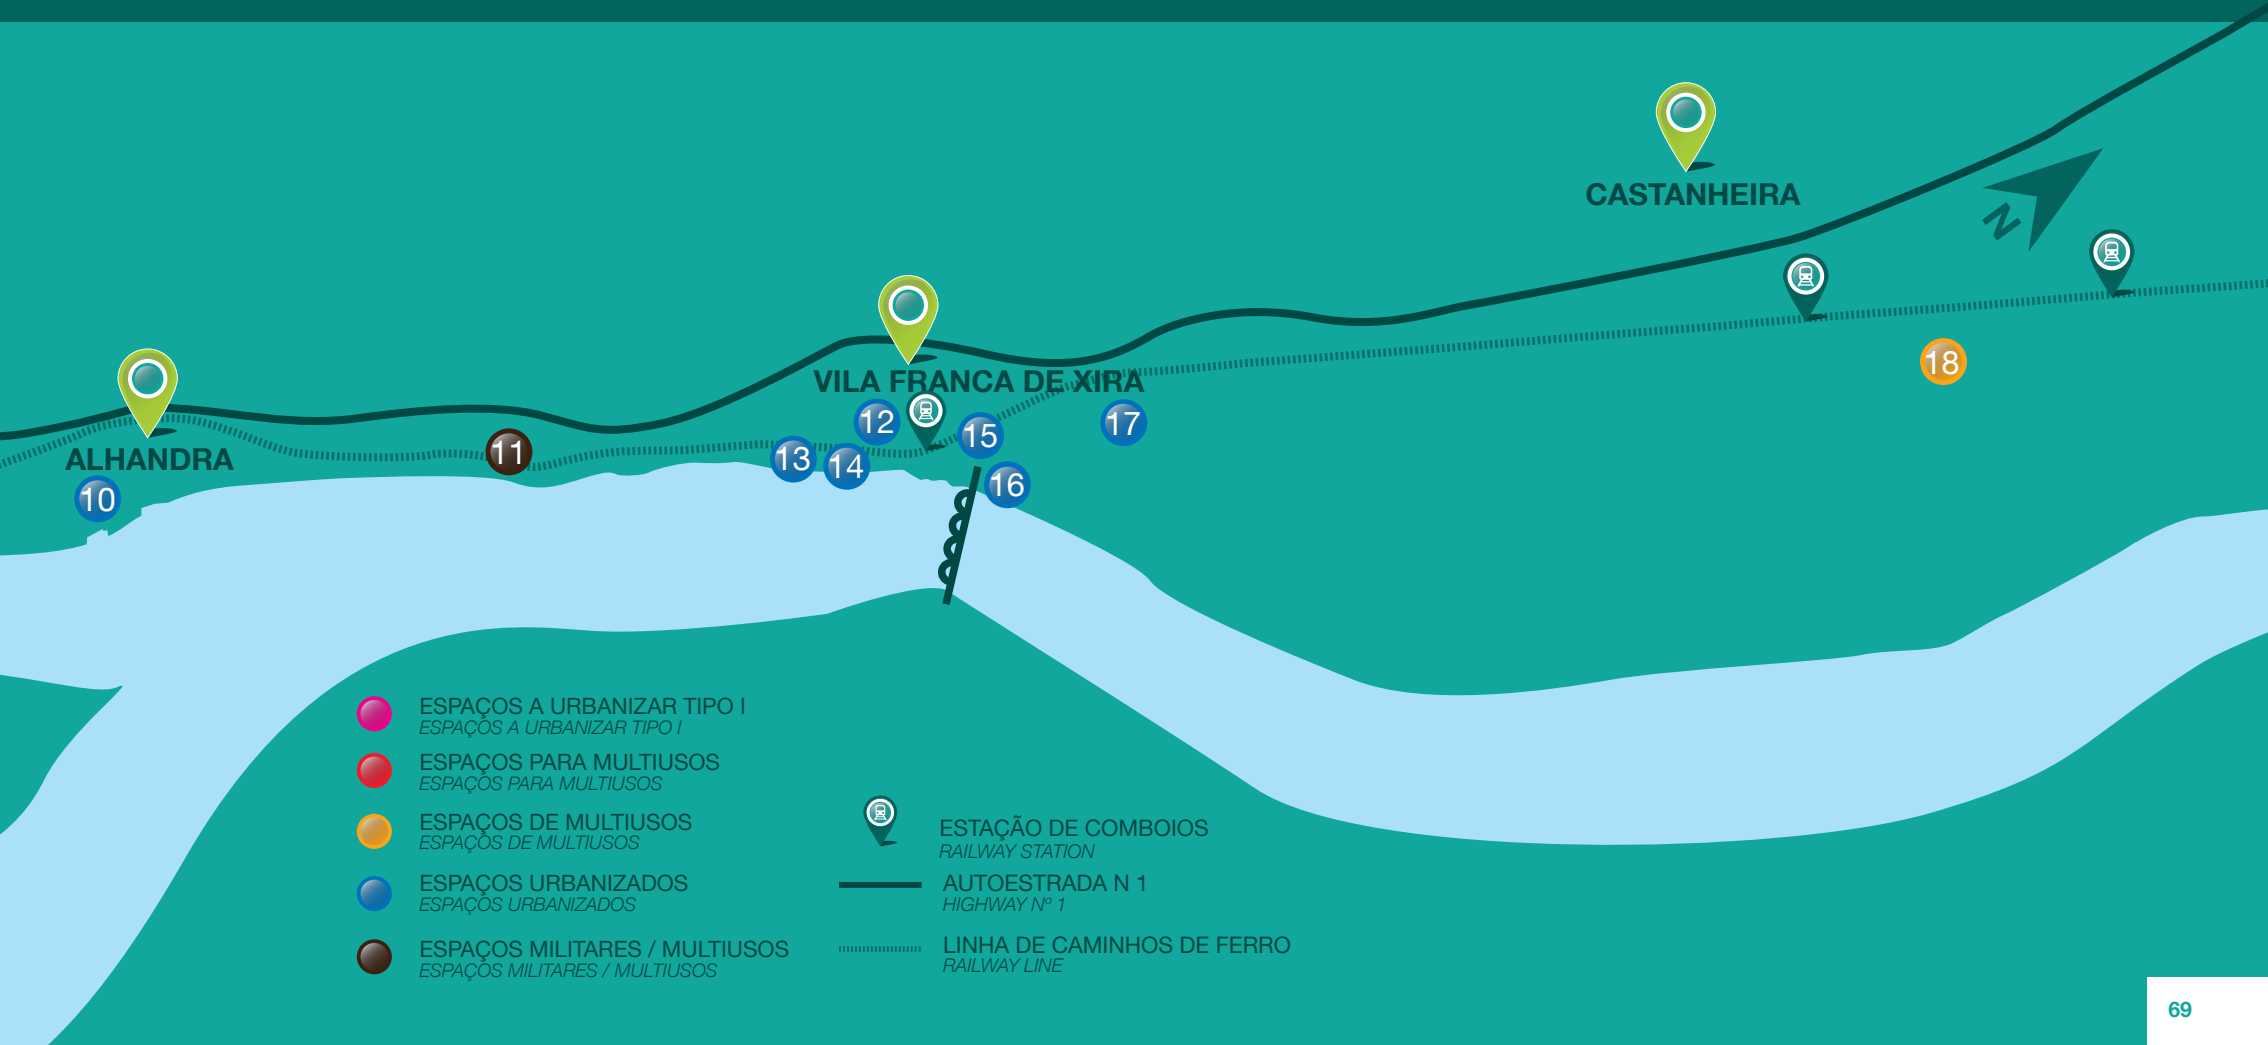 CASTANHEIRA
N
VILA FRANCA DE XIRA
ALHANDRA
10
11
12
13
14
15
16
17
18
ESPAÇOS A URBANIZAR TIPO I
ESPAÇOS A URBANIZAR TIPO I
ESPAÇOS PARA MULTIUSOS
ESPAÇOS PARA MULTIUSOS
ESPAÇOS DE MULTIUSOS
ESPAÇOS DE MULTIUSOS
ESPAÇOS URBANIZADOS
ESPAÇOS URBANIZADOS
ESPAÇOS MILITARES / MULTIUSOS
ESPAÇOS MILITARES / MULTIUSOS
ESTAÇÃO DE COMBOIOS
RAILWAY STATION
AUTOESTRADA N 1
HIGHWAY Nº 1
LINHA DE CAMINHOS DE FERRO
RAILWAY LINE
69